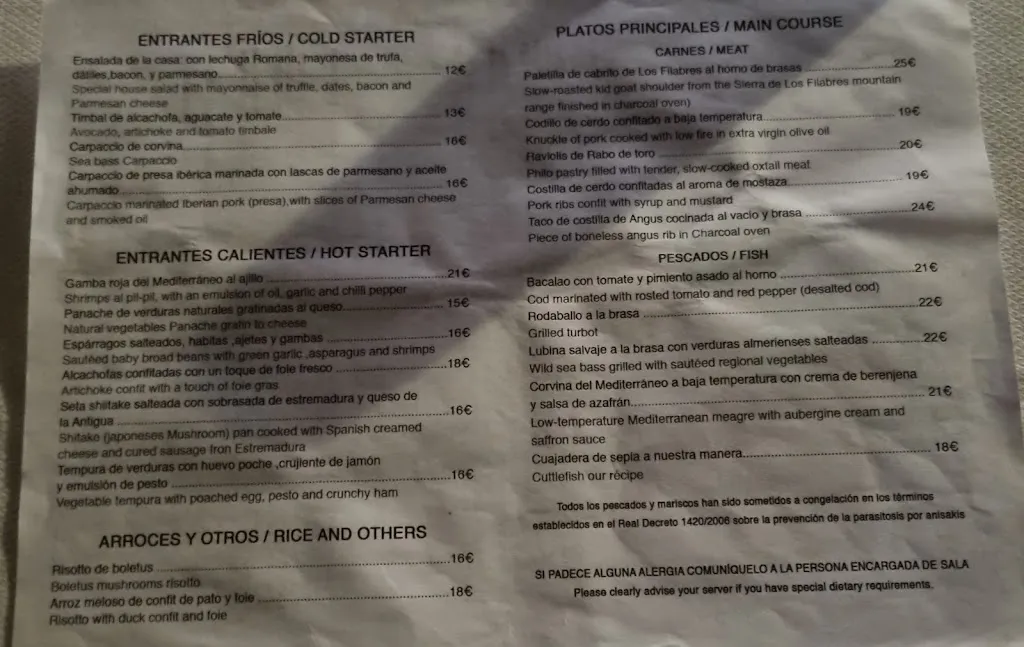 ENTRANTES FRÍOS / COLD STARTER
Ensalada de la casa: con lechuga Romana, mayonesa de trufa,
dátiles,bacon, y parmesano.......... 12€
Special house salad with mayonnaise of truffle, dates, bacon and
Parmesan cheese
Timbal de alcachofa, aguacate y tomate.......... 13€
Avocado, artichoke and tomato timbale
Carpaccio de corvina.......... 16€
Sea bass Carpaccio
Carpaccio de presa ibérica marinada con lascas de parmesano y aceite
ahumado.......... 16€
Carpaccio marinated Iberian pork (presa),with slices of Parmesan cheese
and smoked oil
ENTRANTES CALIENTES / HOT STARTER
Gamba roja del Mediterráneo al ajillo.......... 21€
Shrimps al pil-pil, with an emulsion of oil, garlic and chilli pepper
Panache de verduras naturales gratinadas al queso.......... 15€
Natural vegetables Panache gratin to cheese
Espárragos salteados, habitas ,ajetes y gambas .......... 16€
Sautéed baby broad beans with green garlic ,asparagus and shrimps
Alcachofas confitadas con un toque de foie fresco .......... 18€
Artichoke confit with a touch of foie gras
Seta shiitake salteada con sobrasada de estremadura y queso de
la Antigua .......... 16€
Shitake (japoneses Mushroom) pan cooked with Spanish creamed
cheese and cured sausage Iron Estremadura
Tempura de verduras con huevo poche ,crujiente de jamón
y emulsión de pesto .......... 16€
Vegetable tempura with poached egg, pesto and crunchy ham
ARROCES Y OTROS / RICE AND OTHERS
Risotto de boletus .......... 16€
Boletus mushrooms risotto
Arroz meloso de confit de pato y foie .......... 18€
Risotto with duck confit and foie
PLATOS PRINCIPALES / MAIN COURSE
CARNES / MEAT
Paletilla de cabrito de Los Filabres al horno de brasas .......... 25€
Slow-roasted kid goat shoulder from the Sierra de Los Filabres mountain
range finished in charcoal oven)
Codillo de cerdo confitado a baja temperatura.......... 19€
Knuckle of pork cooked with low fire in extra virgin olive oil
Raviolis de Rabo de toro .......... 20€
Philo pastry filled with tender, slow-cooked oxtail meat
Costilla de cerdo confitadas al aroma de mostaza.......... 19€
Pork ribs confit with syrup and mustard
Taco de costilla de Angus cocinada al vacio y brasa .......... 24€
Piece of boneless angus rib in Charcoal oven
PESCADOS / FISH
Bacalao con tomate y pimiento asado al horno .......... 21€
Cod marinated with rosted tomato and red pepper (desalted cod)
Rodaballo a la brasa .......... 22€
Grilled turbot
Lubina salvaje a la brasa con verduras almerienses salteadas .......... 22€
Wild sea bass grilled with sautéed regional vegetables
Corvina del Mediterráneo a baja temperatura con crema de berenjena
y salsa de azafrán.......... 21€
Low-temperature Mediterranean meagre with aubergine cream and
saffron sauce
Cuajadera de sepia a nuestra manera.......... 18€
Cuttlefish our récipe
Todos los pescados y mariscos han sido sometidos a congelación en los términos
establecidos en el Real Decreto 1420/2006 sobre la prevención de la parasitosis por anisakis
SI PADECE ALGUNA ALERGIA COMUNÍQUELO A LA PERSONA ENCARGADA DE SALA
Please clearly advise your server if you have special dietary requirements.